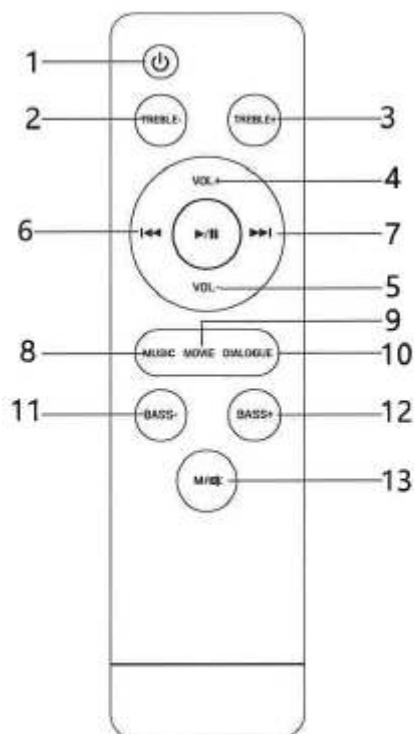 1
2 TREBLE- TREBLE+ 3
VOL+ 4
6 7
VOL- 5
9
8 MUSIC MOVIE DIALOGUE 10
11 BASS- BASS+ 12
13